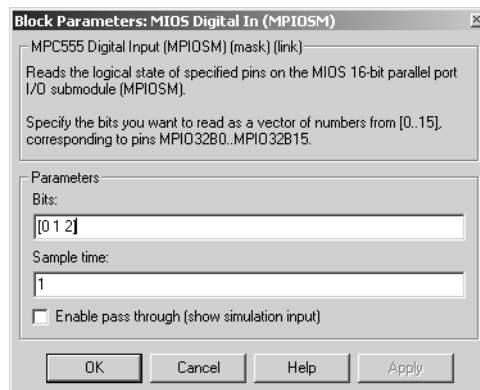 Block Parameters: MIOS Digital In (MPIOSM)
MPC555 Digital Input (MPIOSM) (mask) (link)
Reads the logical state of specified pins on the MIOS 16-bit parallel port
I/O submodule (MPIOSM).
Specify the bits you want to read as a vector of numbers from [0..15],
corresponding to pins MPIO32B0..MPIO32B15.
Parameters
Bits:
[0 1 2]
Sample time:
1
Enable pass through (show simulation input)
OK Cancel Help Apply